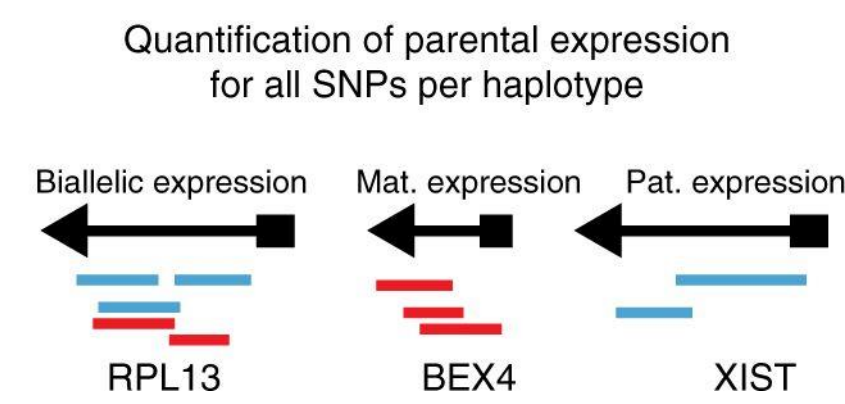 Quantification of parental expression
for all SNPs per haplotype
Biallelic expression
Mat. expression
Pat. expression
RPL13
BEX4
XIST